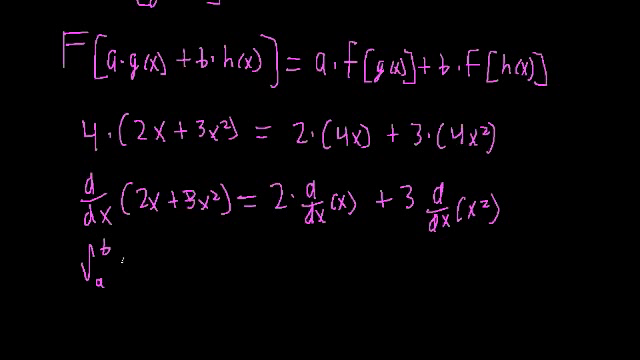 F[a·g(x) + b·h(x)] = a·F[g(x)] + b·F[h(x)]
4·(2x + 3x²) = 2·(4x) + 3·(4x²)
d/dx (2x + 3x²) = 2·d/dx(x) + 3 d/dx(x²)
∫ₐᵇ